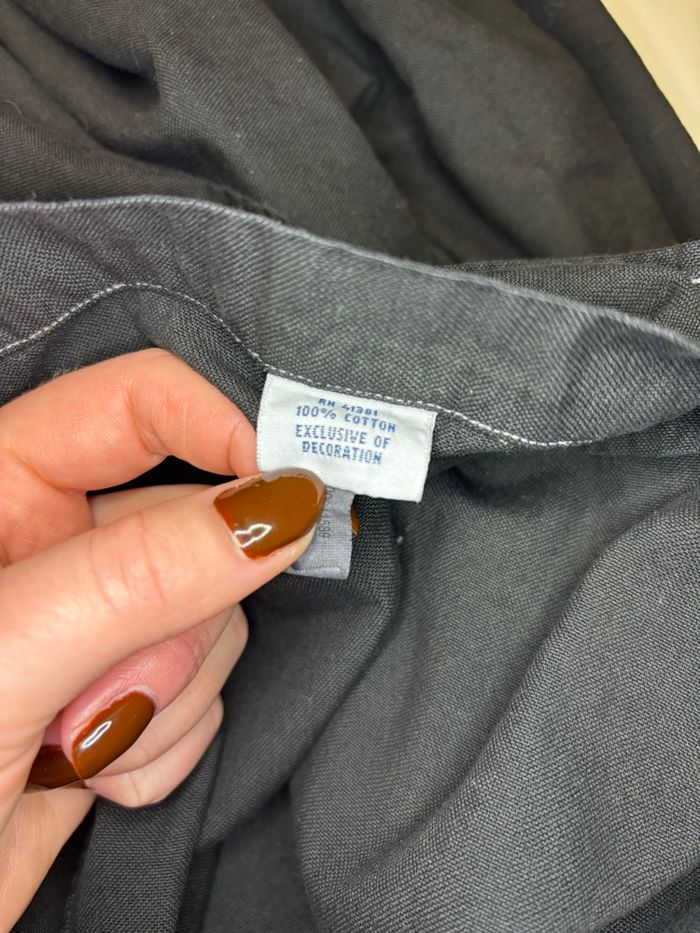 RN 41381
100% COTTON
EXCLUSIVE OF
DECORATION